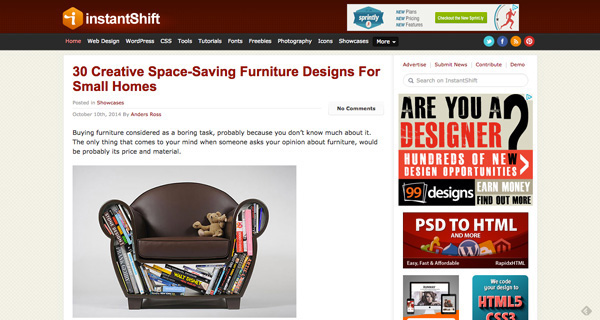 instantShift
sprintly
NEW Plans
NEW Pricing
NEW Features
Checkout the New Sprint.ly
Home Web Design WordPress CSS Tools Tutorials Fonts Freebies Photography Icons Showcases More
30 Creative Space-Saving Furniture Designs For
Small Homes
Posted in Showcases
No Comments
October 10th, 2014 By Anders Ross
Buying furniture considered as a boring task, probably because you don't know much about it.
The only thing that comes to your mind when someone asks your opinion about furniture, would
be probably its price and material.
Advertise Submit News Contribute Demo
Search on InstantShift
ARE YOU A
DESIGNER?
HUNDREDS OF NEW
DESIGN OPPORTUNITIES
99designs
EARN MONEY
FIND OUT MORE
PSD TO HTML
AND MORE
Easy, Fast & Affordable
RapidxHTML
We code
your design to
HTML5
CSS3